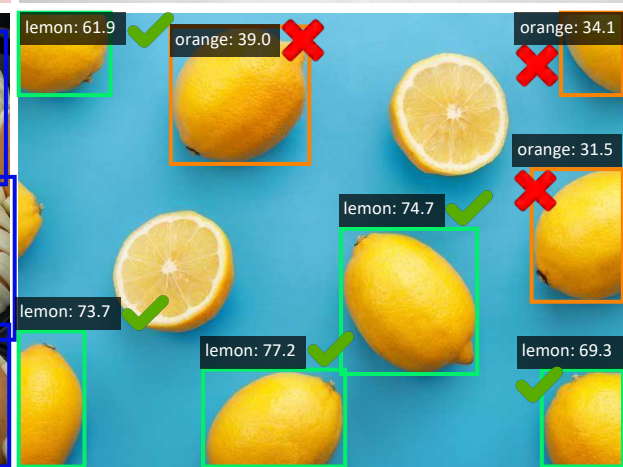 lemon: 61.9
orange: 39.0
orange: 34.1
orange: 31.5
lemon: 74.7
lemon: 73.7
lemon: 77.2
lemon: 69.3